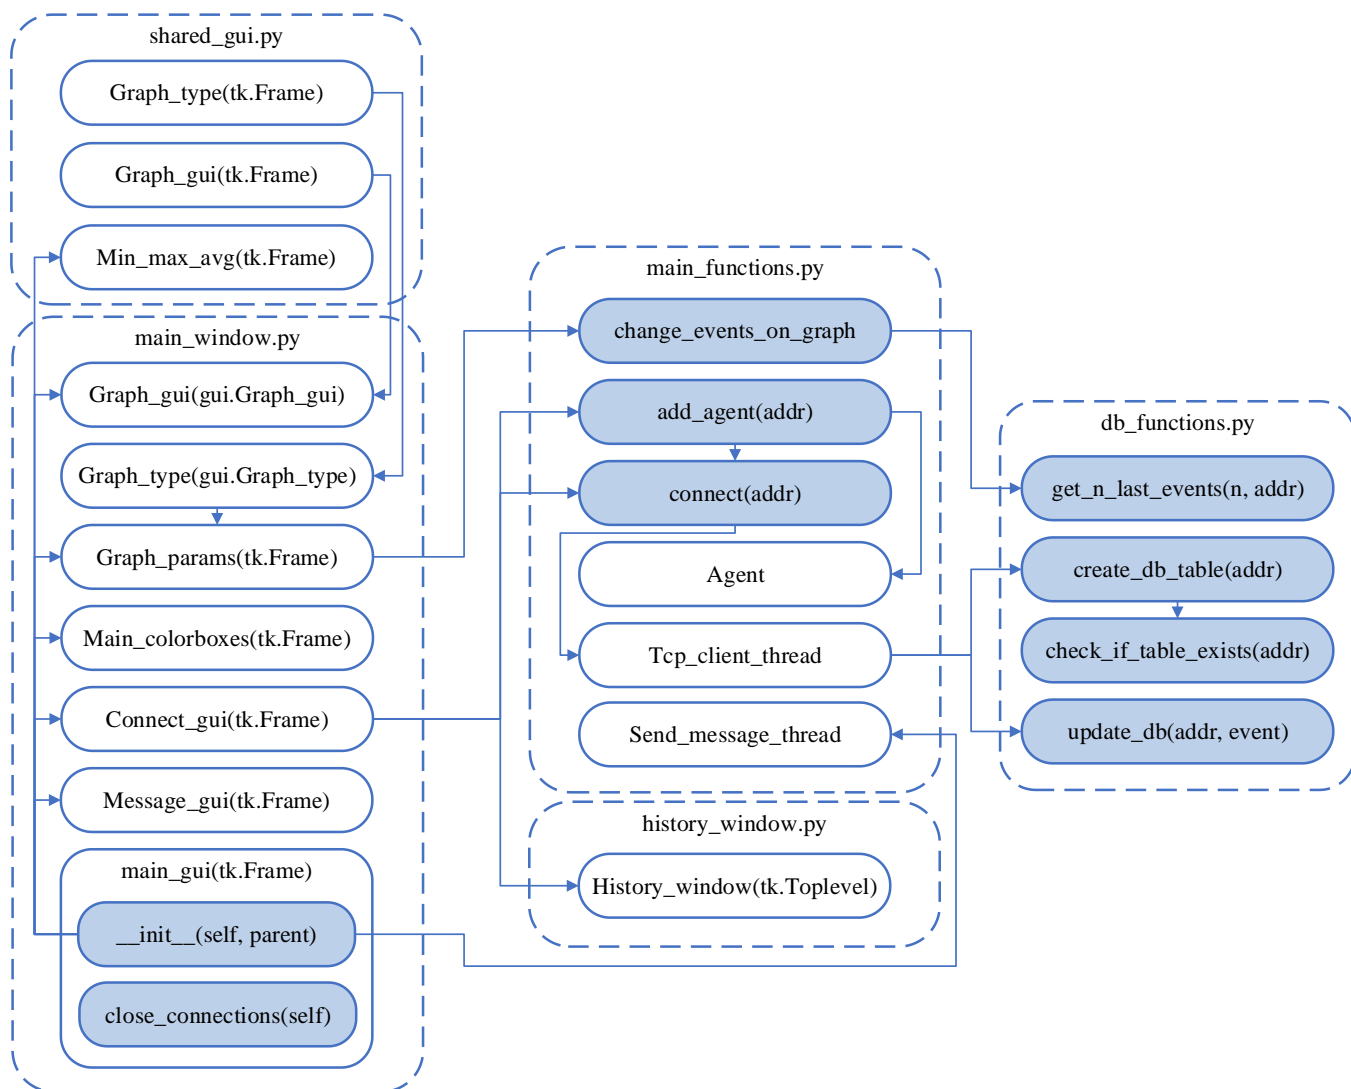 shared_gui.py
Graph_type(tk.Frame)
Graph_gui(tk.Frame)
Min_max_avg(tk.Frame)
main_window.py
Graph_gui(gui.Graph_gui)
Graph_type(gui.Graph_type)
Graph_params(tk.Frame)
Main_colorboxes(tk.Frame)
Connect_gui(tk.Frame)
Message_gui(tk.Frame)
main_gui(tk.Frame)
__init__(self, parent)
close_connections(self)
main_functions.py
change_events_on_graph
add_agent(addr)
connect(addr)
Agent
Tcp_client_thread
Send_message_thread
history_window.py
History_window(tk.Toplevel)
db_functions.py
get_n_last_events(n, addr)
create_db_table(addr)
check_if_table_exists(addr)
update_db(addr, event)